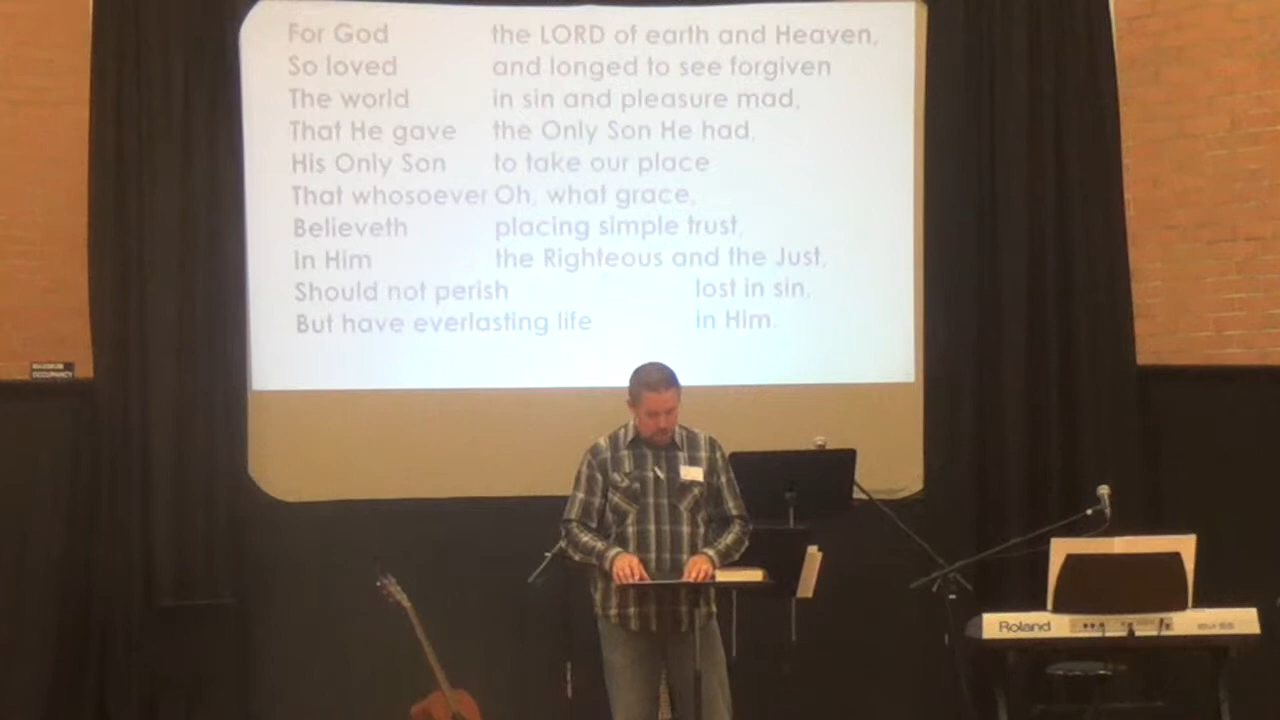 For God the LORD of earth and Heaven,
So loved and longed to see forgiven
The world in sin and pleasure mad,
That He gave the Only Son He had,
His Only Son to take our place
That whosoever Oh, what grace,
Believeth placing simple trust,
In Him the Righteous and the Just,
Should not perish lost in sin,
But have everlasting life in Him.
MAXIMUM
OCCUPANCY
Roland